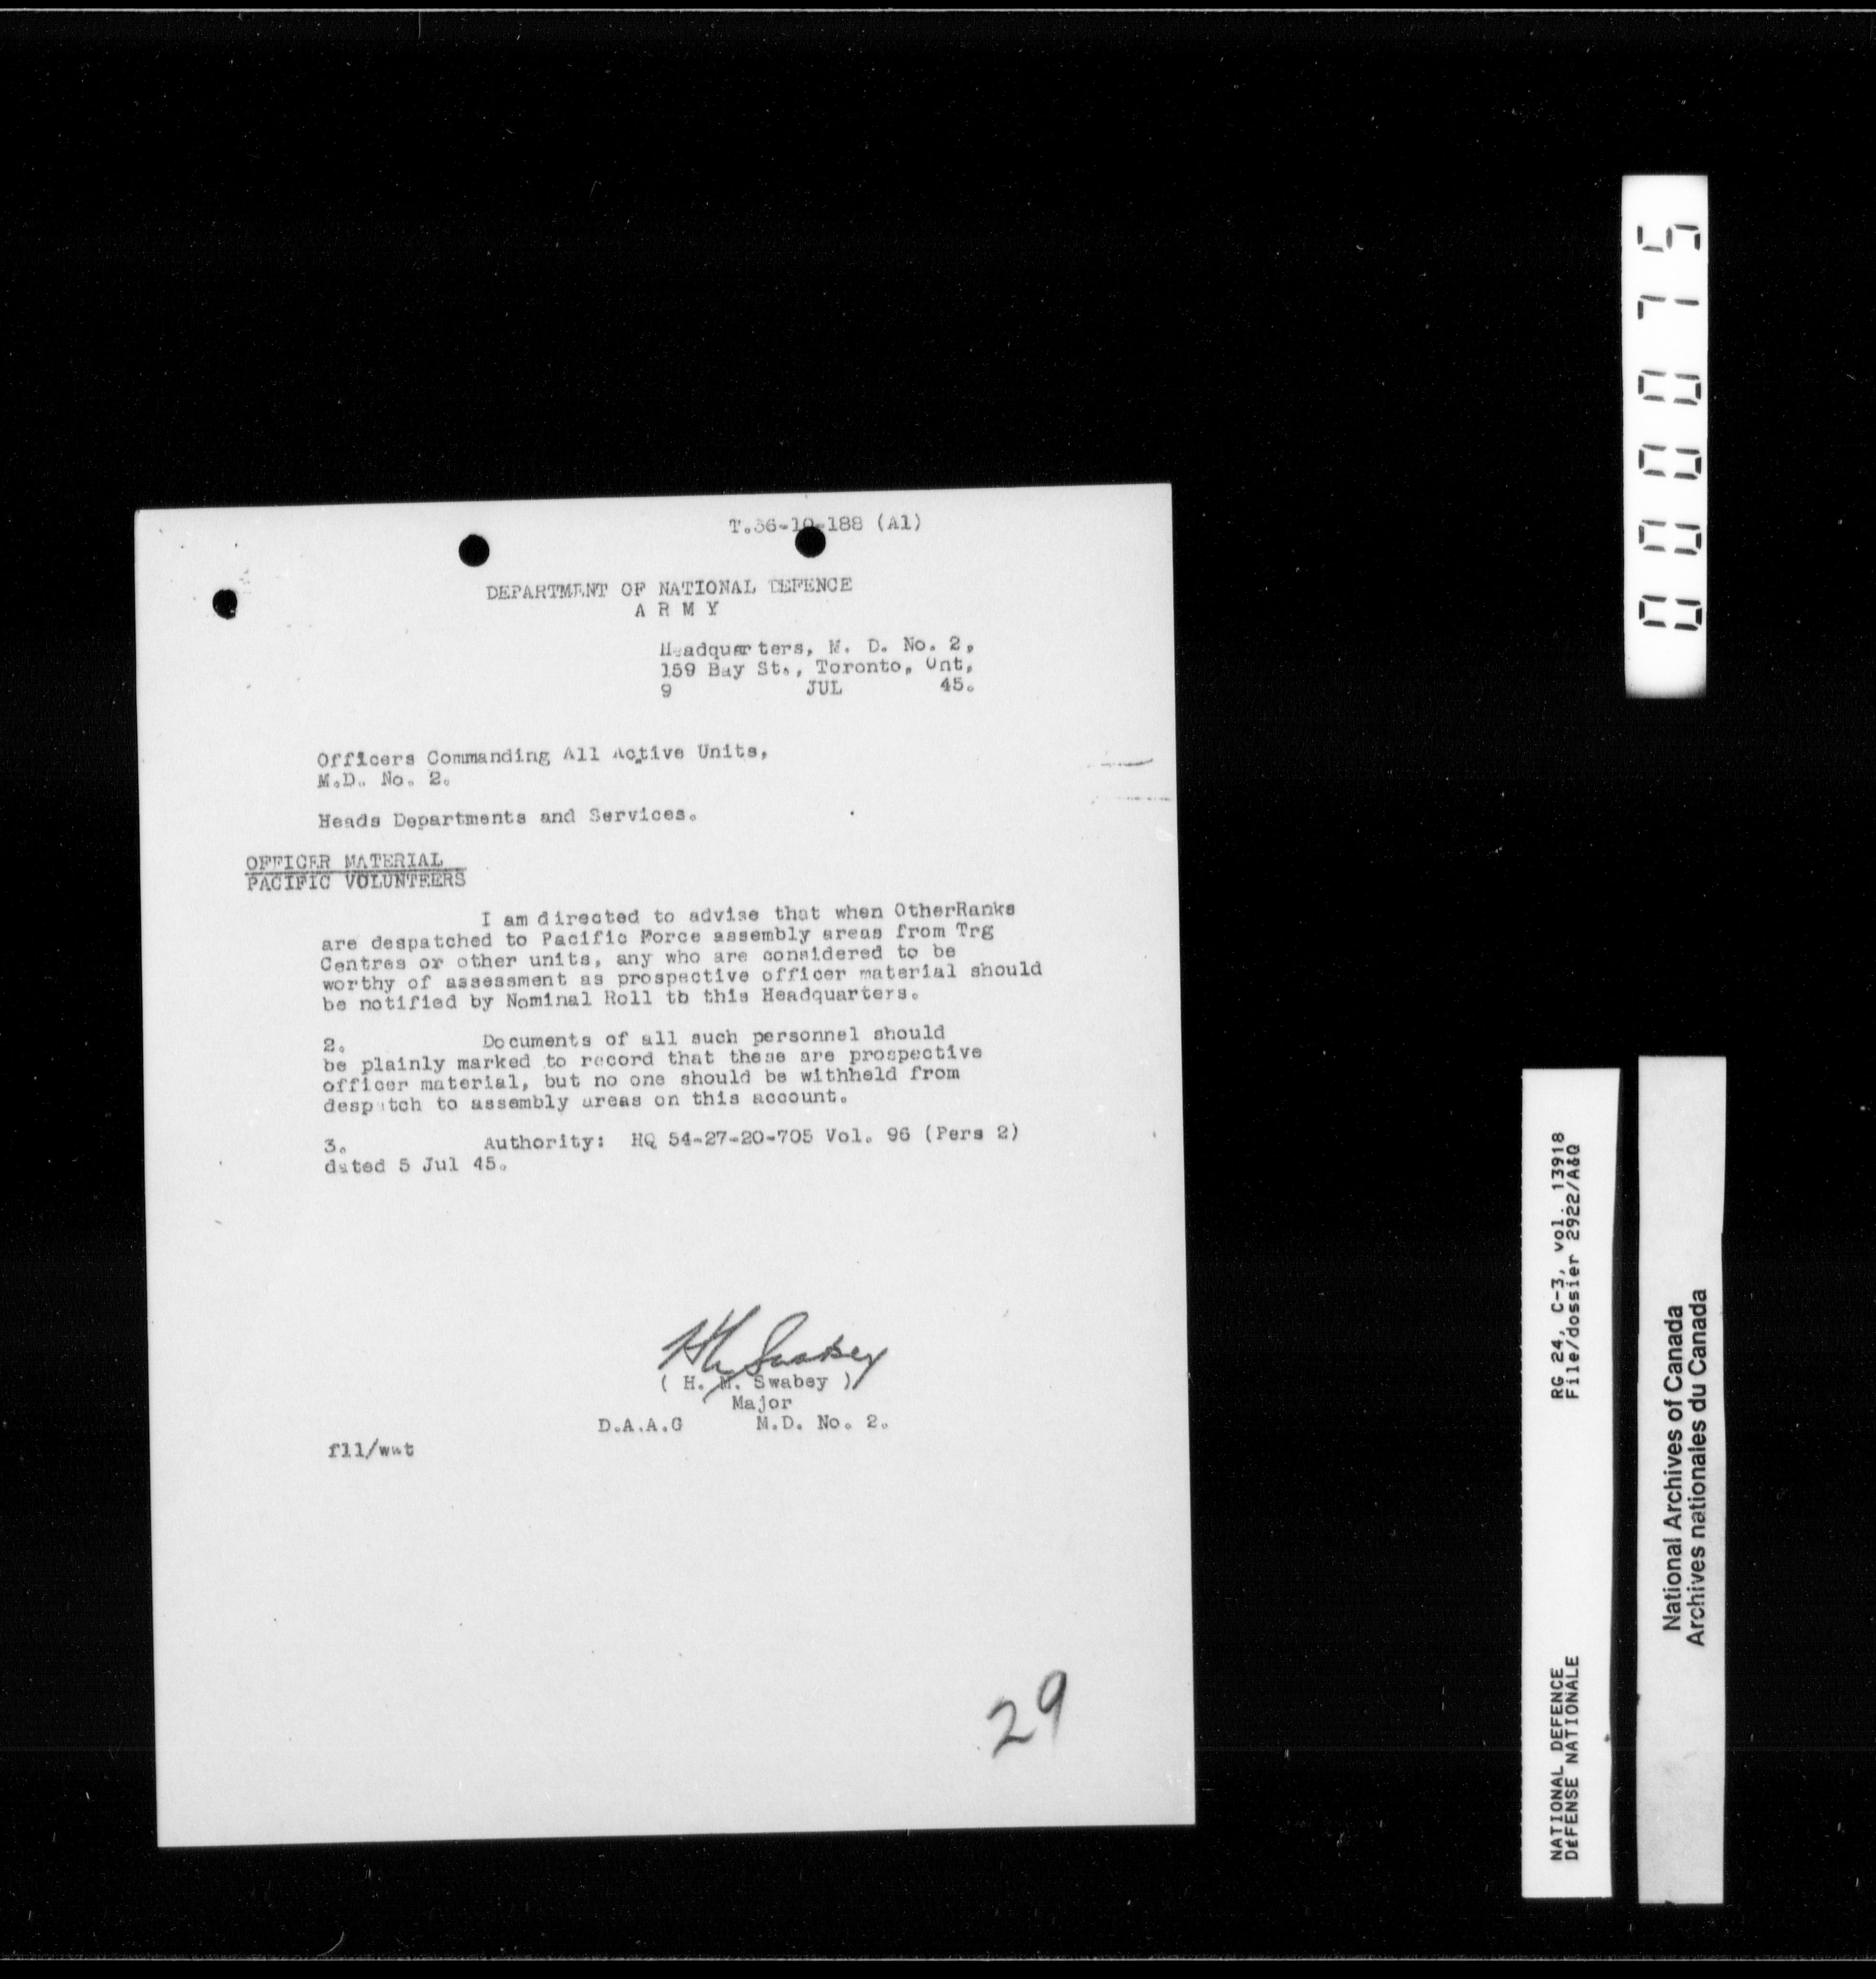 T.36-10-188 (A1)
DEPARTMENT OF NATIONAL DEFENCE
A R M Y
Headquarters, M. D. No. 2,
159 Bay St., Toronto, Ont,
9 JUL 45.
Officers Commanding All Active Units,
M.D. No. 2.
Heads Departments and Services.
OFFICER MATERIAL
PACIFIC VOLUNTEERS
I am directed to advise that when OtherRanks
are despatched to Pacific Force assembly areas from Trg
Centres or other units, any who are considered to be
worthy of assessment as prospective officer material should
be notified by Nominal Roll to this Headquarters.
2. Documents of all such personnel should
be plainly marked to record that these are prospective
officer material, but no one should be withheld from
despatch to assembly areas on this account.
3. Authority: HQ 54-27-20-705 Vol. 96 (Pers 2)
dated 5 Jul 45.
HM Swabey
( H. M. Swabey )
Major
D.A.A.G M.D. No. 2.
fll/wwt
29
000075
RG 24, C-3, vol. 13918
File/dossier 2922/A&Q
NATIONAL DEFENCE
DéFENSE NATIONALE
National Archives of Canada
Archives nationales du Canada